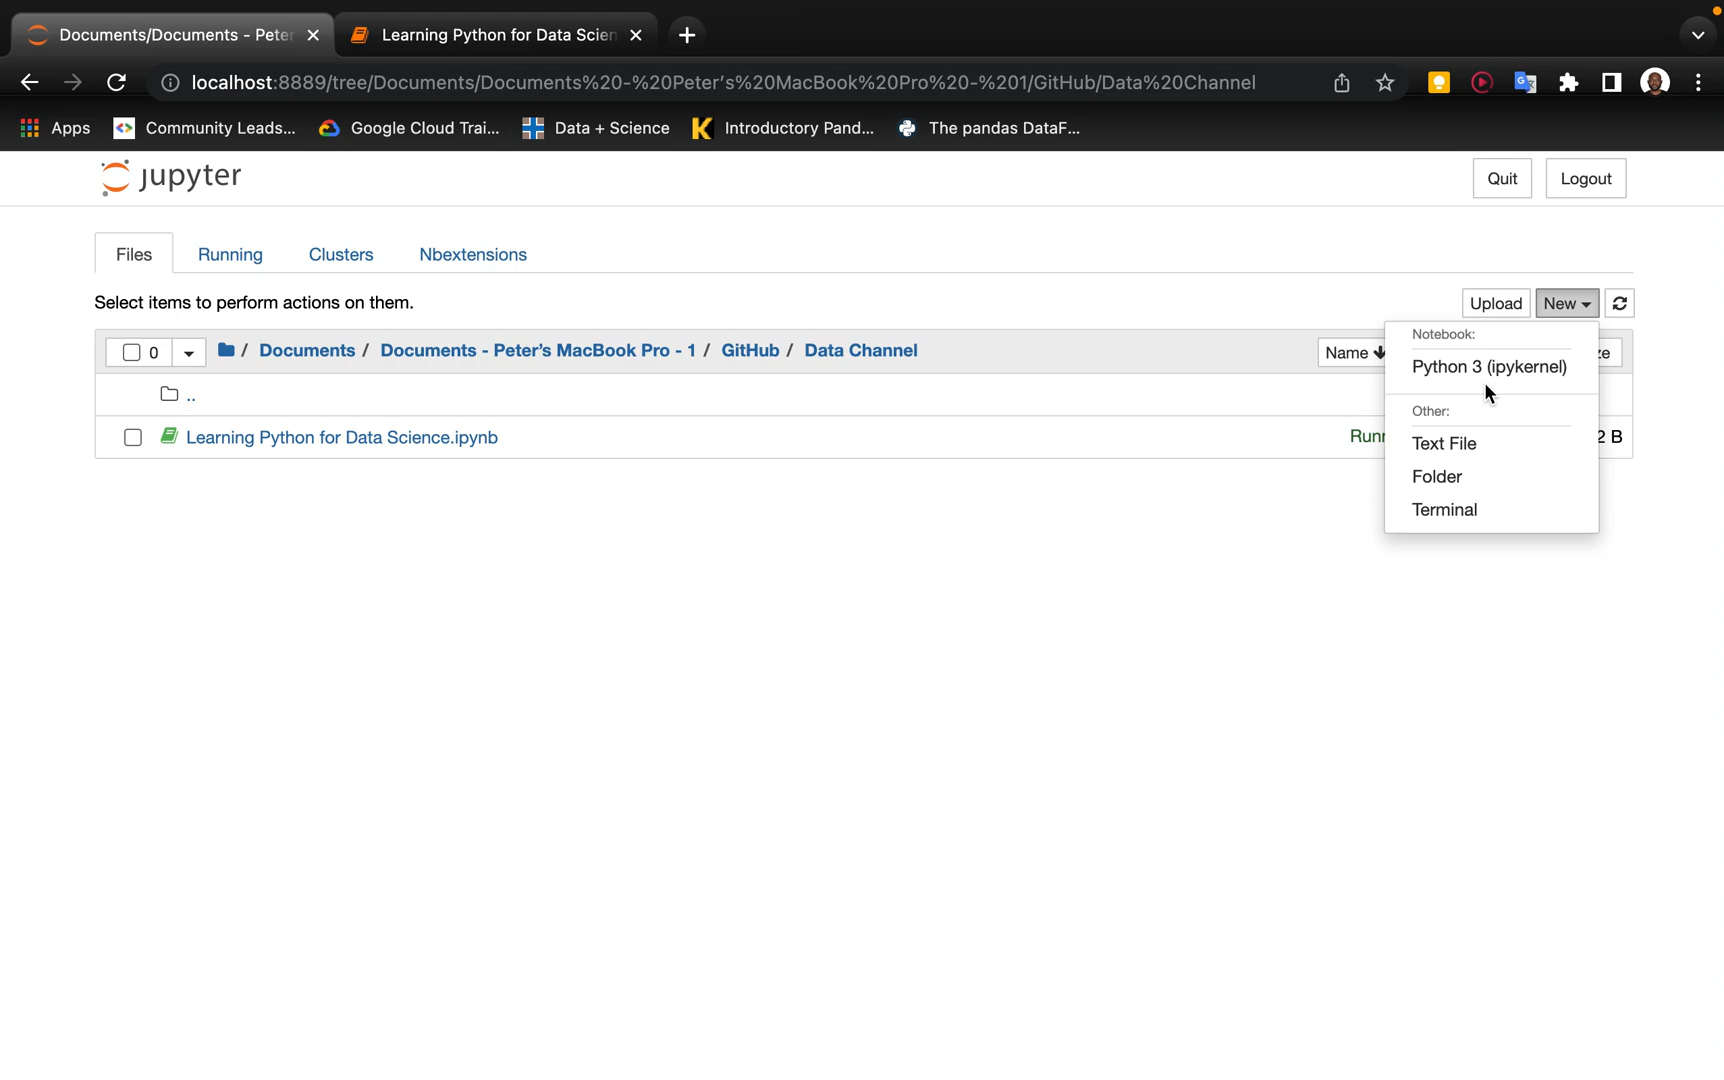 Documents/Documents - Peter
Learning Python for Data Scien
localhost:8889/tree/Documents/Documents%20-%20Peter's%20MacBook%20Pro%20-%201/GitHub/Data%20Channel
Apps
Community Leads...
Google Cloud Trai...
Data + Science
Introductory Pand...
The pandas DataF...
jupyter
Quit
Logout
Files
Running
Clusters
Nbextensions
Select items to perform actions on them.
Upload
New
0
/ Documents / Documents - Peter’s MacBook Pro - 1 / GitHub / Data Channel
Name
ze
..
Learning Python for Data Science.ipynb
Runn
2 B
Notebook:
Python 3 (ipykernel)
Other:
Text File
Folder
Terminal